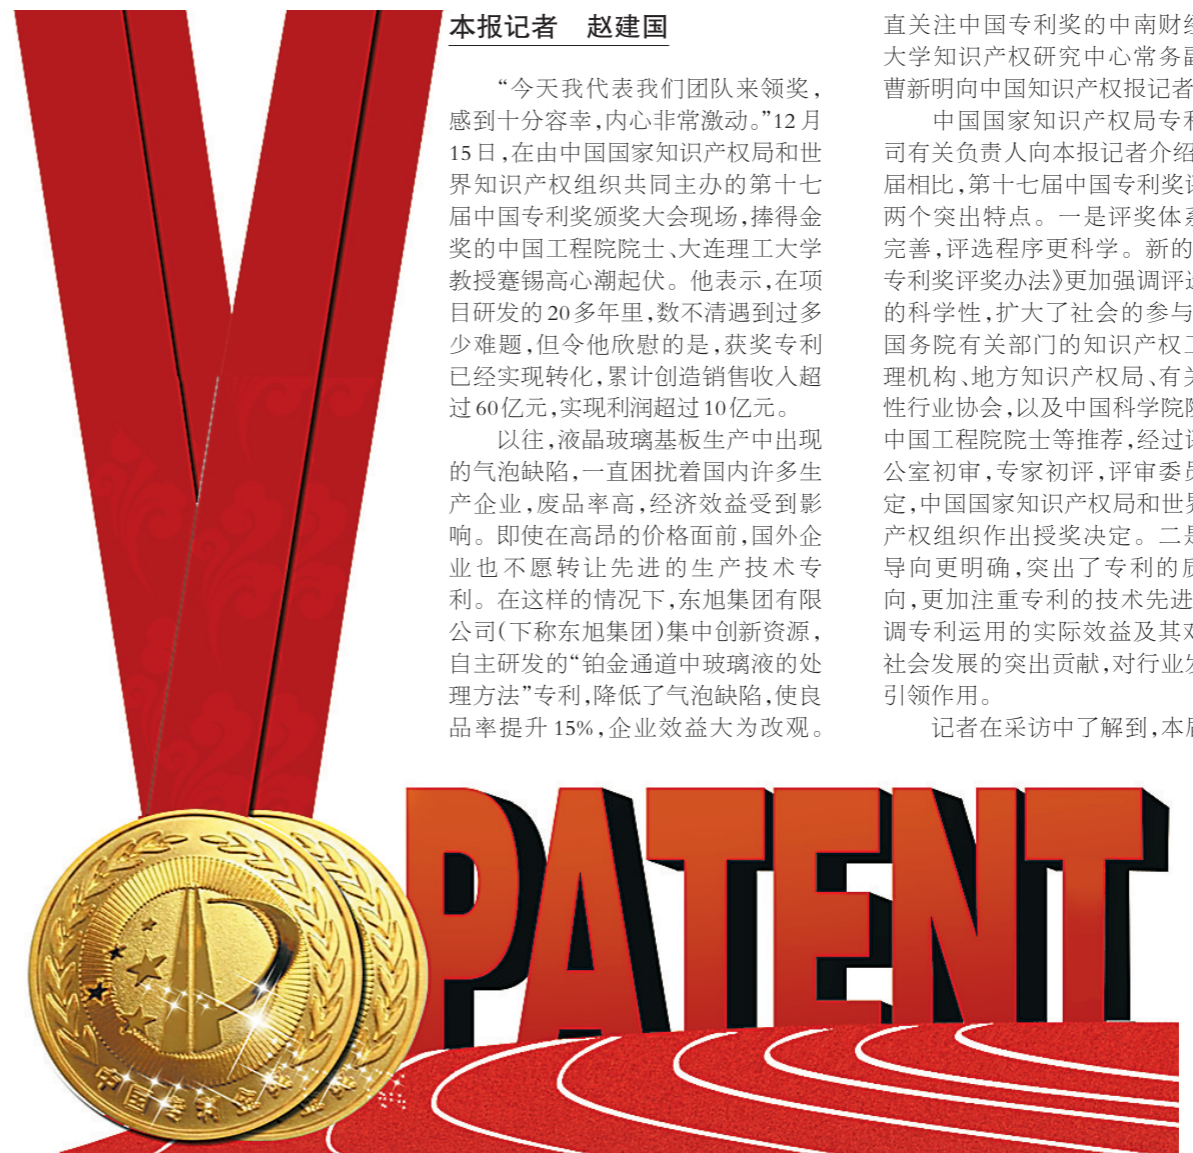 本报记者　赵建国
“今天我代表我们团队来领奖，
感到十分容幸，内心非常激动。”12月
15日，在由中国国家知识产权局和世
界知识产权组织共同主办的第十七
届中国专利奖颁奖大会现场，捧得金
奖的中国工程院院士、大连理工大学
教授蹇锡高心潮起伏。他表示，在项
目研发的20多年里，数不清遇到过多
少难题，但令他欣慰的是，获奖专利
已经实现转化，累计创造销售收入超
过60亿元，实现利润超过10亿元。
以往，液晶玻璃基板生产中出现
的气泡缺陷，一直困扰着国内许多生
产企业，废品率高，经济效益受到影
响。即使在高昂的价格面前，国外企
业也不愿转让先进的生产技术专
利。在这样的情况下，东旭集团有限
公司(下称东旭集团)集中创新资源，
自主研发的“铂金通道中玻璃液的处
理方法”专利，降低了气泡缺陷，使良
品率提升15%，企业效益大为改观。
直关注中国专利奖的中南财经
大学知识产权研究中心常务副
曹新明向中国知识产权报记者
中国国家知识产权局专利
司有关负责人向本报记者介绍
届相比，第十七届中国专利奖评
两个突出特点。一是评奖体系
完善，评选程序更科学。新的
专利奖评奖办法》更加强调评选
的科学性，扩大了社会的参与
国务院有关部门的知识产权工
理机构、地方知识产权局、有关
性行业协会，以及中国科学院院
中国工程院院士等推荐，经过评
公室初审，专家初评，评审委员
定，中国国家知识产权局和世界
产权组织作出授奖决定。二是
导向更明确，突出了专利的质
向，更加注重专利的技术先进
调专利运用的实际效益及其对
社会发展的突出贡献，对行业发
引领作用。
记者在采访中了解到，本届
PATENT
中国专利金奖